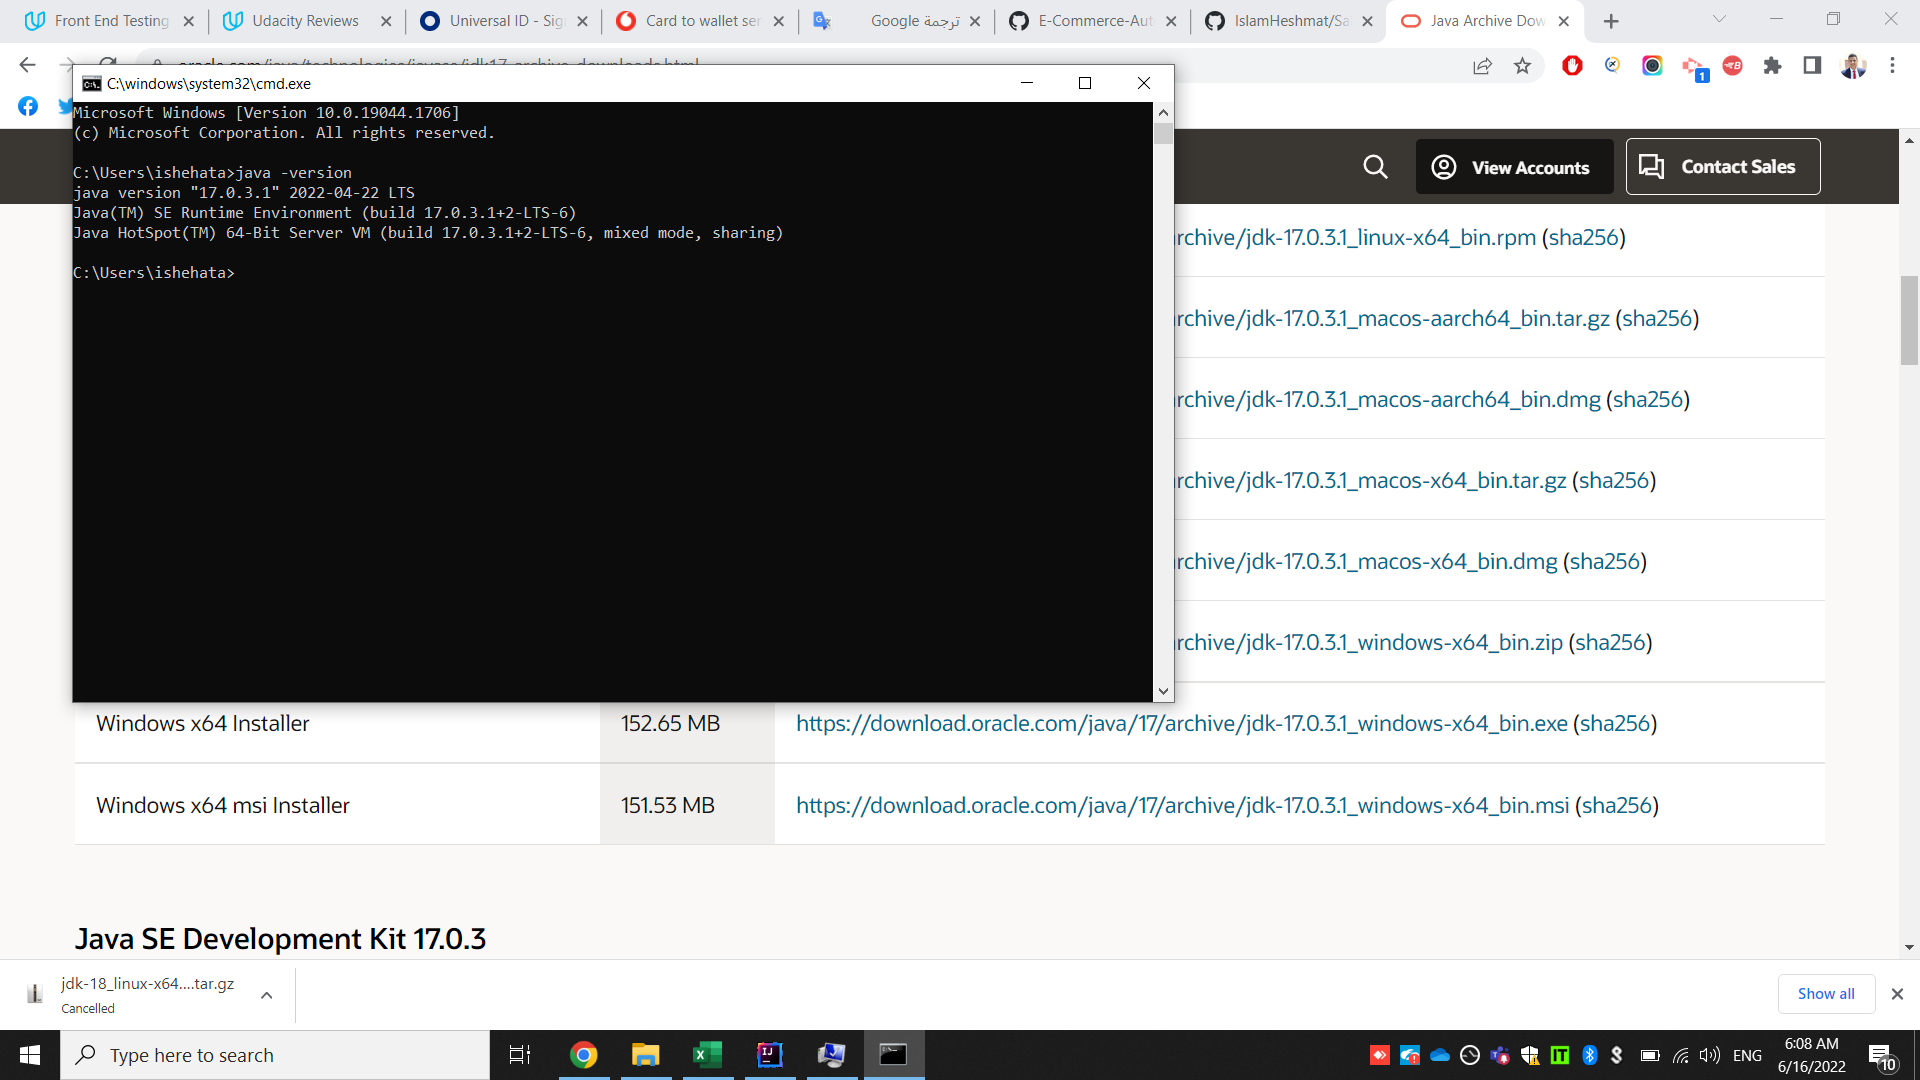 Front End Testing
Udacity Reviews
Universal ID - Sig
Card to wallet ser
ترجمة Google
E-Commerce-Aut
IslamHeshmat/Sa
Java Archive Dow
C:\windows\system32\cmd.exe
Microsoft Windows [Version 10.0.19044.1706]
(c) Microsoft Corporation. All rights reserved.
C:\Users\ishehata>java -version
java version "17.0.3.1" 2022-04-22 LTS
Java(TM) SE Runtime Environment (build 17.0.3.1+2-LTS-6)
Java HotSpot(TM) 64-Bit Server VM (build 17.0.3.1+2-LTS-6, mixed mode, sharing)
C:\Users\ishehata>
View Accounts
Contact Sales
rchive/jdk-17.0.3.1_linux-x64_bin.rpm (sha256)
rchive/jdk-17.0.3.1_macos-aarch64_bin.tar.gz (sha256)
rchive/jdk-17.0.3.1_macos-aarch64_bin.dmg (sha256)
rchive/jdk-17.0.3.1_macos-x64_bin.tar.gz (sha256)
rchive/jdk-17.0.3.1_macos-x64_bin.dmg (sha256)
rchive/jdk-17.0.3.1_windows-x64_bin.zip (sha256)
Windows x64 Installer 152.65 MB https://download.oracle.com/java/17/archive/jdk-17.0.3.1_windows-x64_bin.exe (sha256)
Windows x64 msi Installer 151.53 MB https://download.oracle.com/java/17/archive/jdk-17.0.3.1_windows-x64_bin.msi (sha256)
Java SE Development Kit 17.0.3
jdk-18_linux-x64....tar.gz
Cancelled
Show all
Type here to search
ENG
6:08 AM
6/16/2022
10